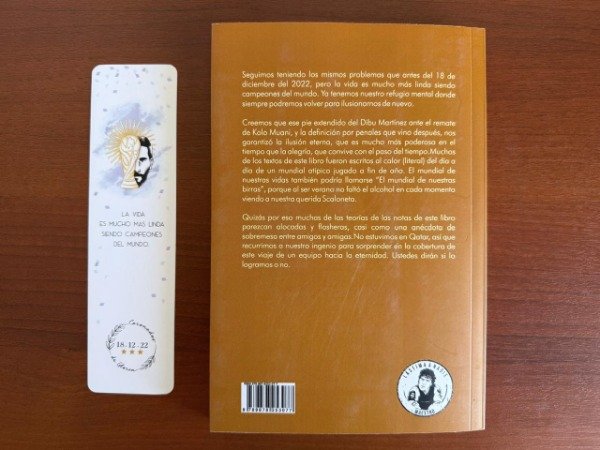 LA VIDA
ES MUCHO MÁS LINDA
SIENDO CAMPEONES
DEL MUNDO.
Coronados
18·12·22
de Gloria
Seguimos teniendo los mismos problemas que antes del 18 de
diciembre del 2022, pero la vida es mucho más linda siendo
campeones del mundo. Ya tenemos nuestro refugio mental donde
siempre podremos volver para ilusionarnos de nuevo.
Creemos que ese pie extendido del Dibu Martínez ante el remate
de Kolo Muani, y la definición por penales que vino después, nos
garantizó la ilusión eterna, que es mucho más poderosa en el
tiempo que la alegría, que convive con el paso del tiempo.Muchos
de los textos de este libro fueron escritos al calor (literal) del día a
día de un mundial atípico jugado a fin de año. El mundial de
nuestras vidas también podría llamarse "El mundial de nuestras
birras", porque al ser verano no faltó el alcohol en cada momento
viendo a nuestra querida Scaloneta.
Quizás por eso muchas de las teorías de las notas de este libro
parezcan alocadas y flasheras, casi como una anécdota de
sobremesa entre amigos y amigas. No estuvimos en Qatar, así que
recurrimos a nuestro ingenio para sorprender en la cobertura de
este viaje de un equipo hacia la eternidad. Ustedes dirán si lo
logramos o no.
LÁSTIMA A NADIE
MAESTRO